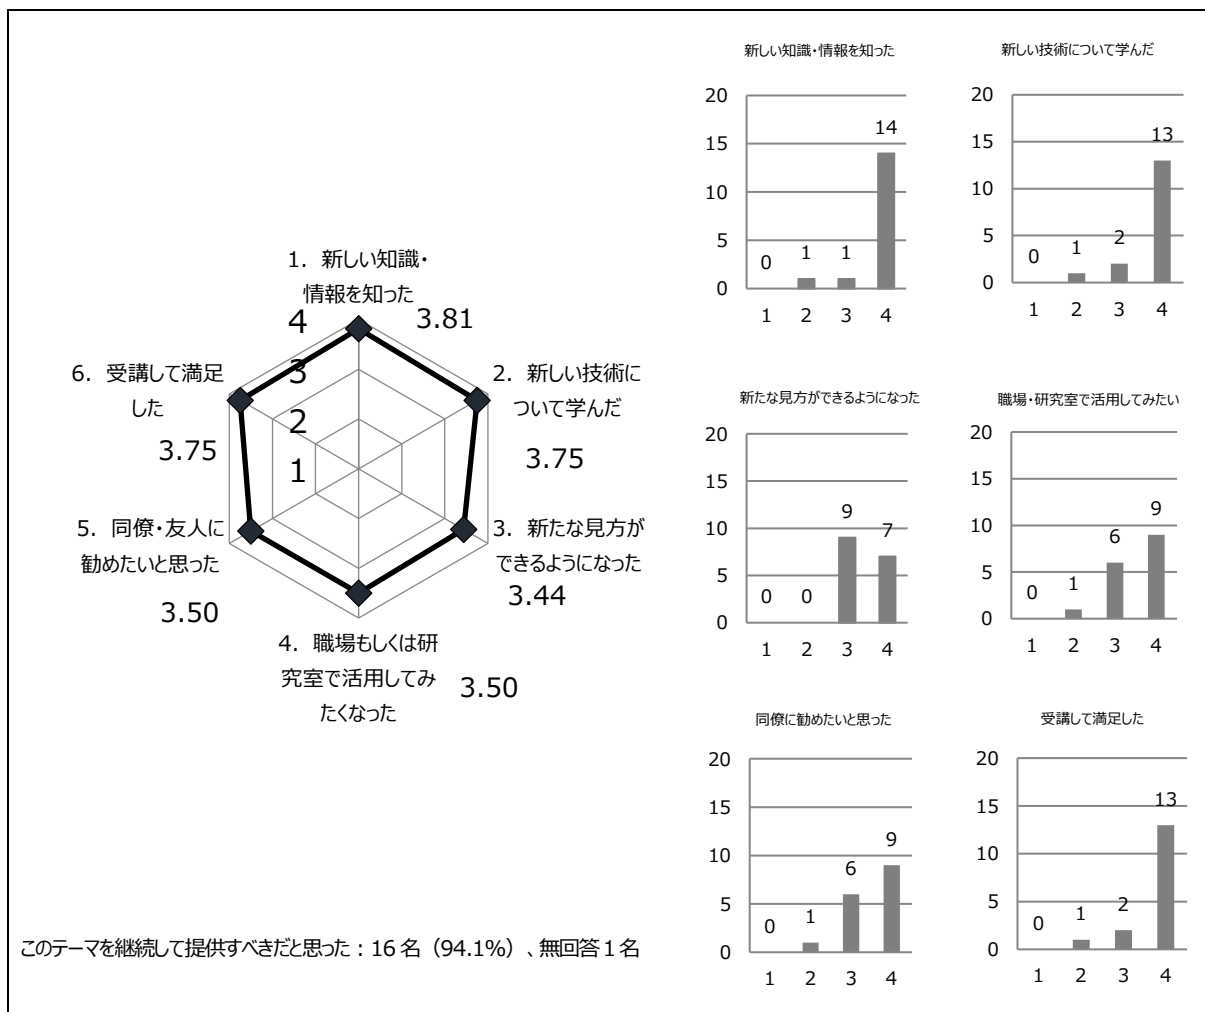 1．新しい知識・
情報を知った
3.81
2．新しい技術に
ついて学んだ
3.75
3．新たな見方が
できるようになった
3.44
4．職場もしくは研
究室で活用してみ
たくなった
3.50
5．同僚・友人に
勧めたいと思った
3.50
6．受講して満足
した
3.75
4
3
2
1
このテーマを継続して提供すべきだと思った：16 名（94.1%）、無回答 1 名
新しい知識・情報を知った
20
15
10
5
0
0
1
1
14
1 2 3 4
新しい技術について学んだ
20
15
10
5
0
0
1
2
13
1 2 3 4
新たな見方ができるようになった
20
15
10
5
0
0
0
9
7
1 2 3 4
職場・研究室で活用してみたい
20
15
10
5
0
0
1
6
9
1 2 3 4
同僚に勧めたいと思った
20
15
10
5
0
0
1
6
9
1 2 3 4
受講して満足した
20
15
10
5
0
0
1
2
13
1 2 3 4